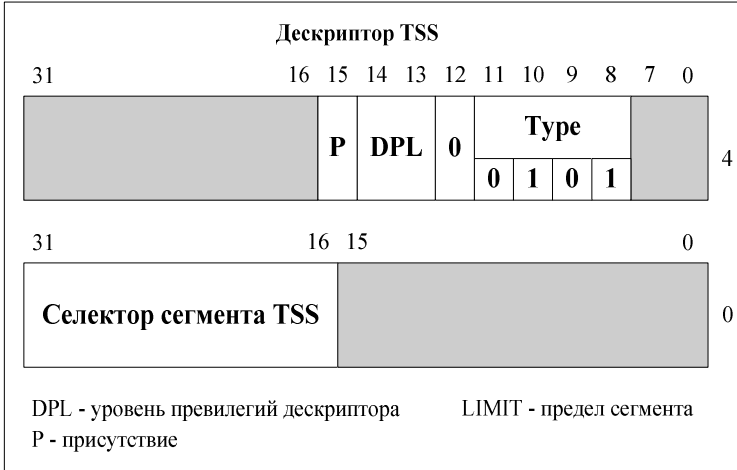 Дескриптор TSS
31 16 15 14 13 12 11 10 9 8 7 0
P DPL 0 Type 4
0 1 0 1
31 16 15 0
Селектор сегмента TSS 0
DPL - уровень превилегий дескриптора LIMIT - предел сегмента
P - присутствие